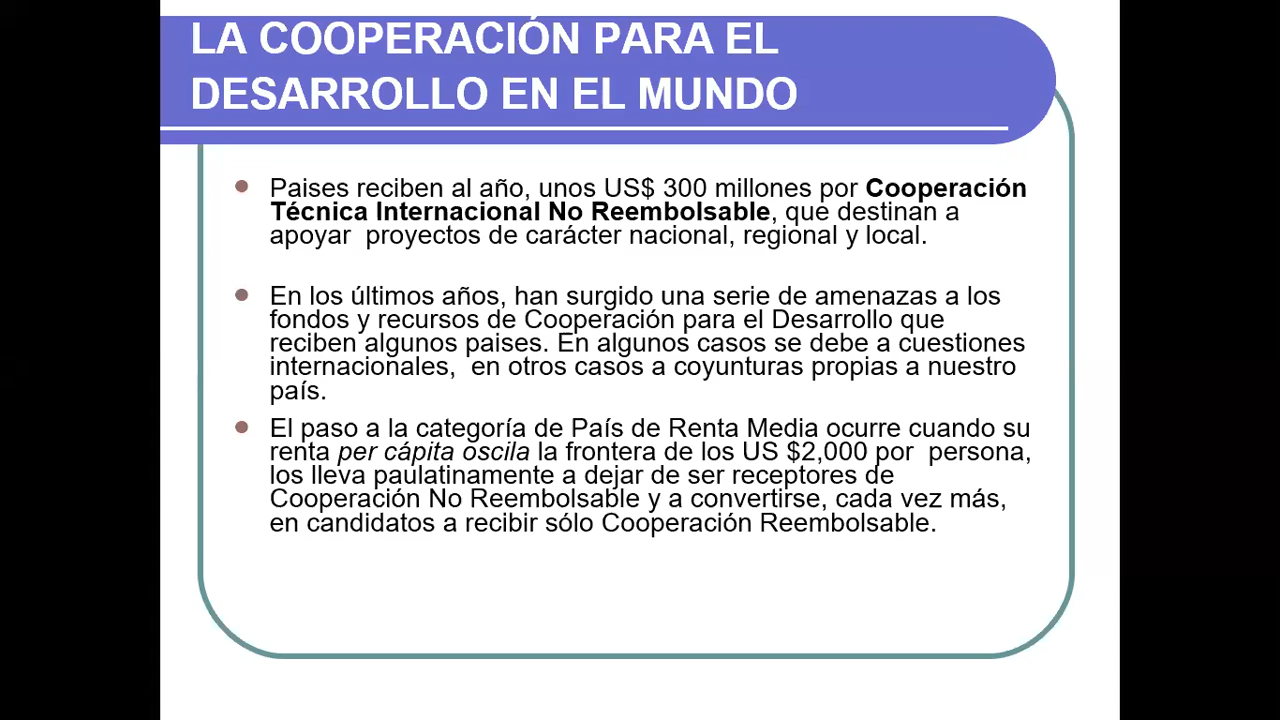 LA COOPERACIÓN PARA EL
DESARROLLO EN EL MUNDO
Paises reciben al año, unos US$ 300 millones por Cooperación
Técnica Internacional No Reembolsable, que destinan a
apoyar  proyectos de carácter nacional, regional y local.
En los últimos años, han surgido una serie de amenazas a los
fondos y recursos de Cooperación para el Desarrollo que
reciben algunos paises. En algunos casos se debe a cuestiones
internacionales,  en otros casos a coyunturas propias a nuestro
país.
El paso a la categoría de País de Renta Media ocurre cuando su
renta per cápita oscila la frontera de los US $2,000 por  persona,
los lleva paulatinamente a dejar de ser receptores de
Cooperación No Reembolsable y a convertirse, cada vez más,
en candidatos a recibir sólo Cooperación Reembolsable.